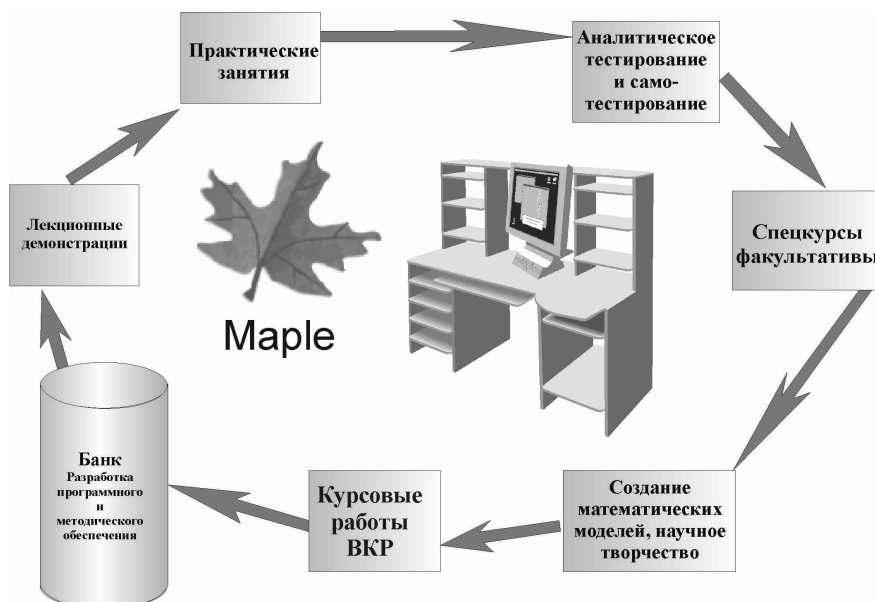 Практические
занятия
Аналитическое
тестирование
и само-
тестирование
Лекционные
демонстрации
Спецкурсы
факультативы
Maple
Банк
Разработка
программного
и
методического
обеспечения
Курсовые
работы
ВКР
Создание
математических
моделей, научное
творчество